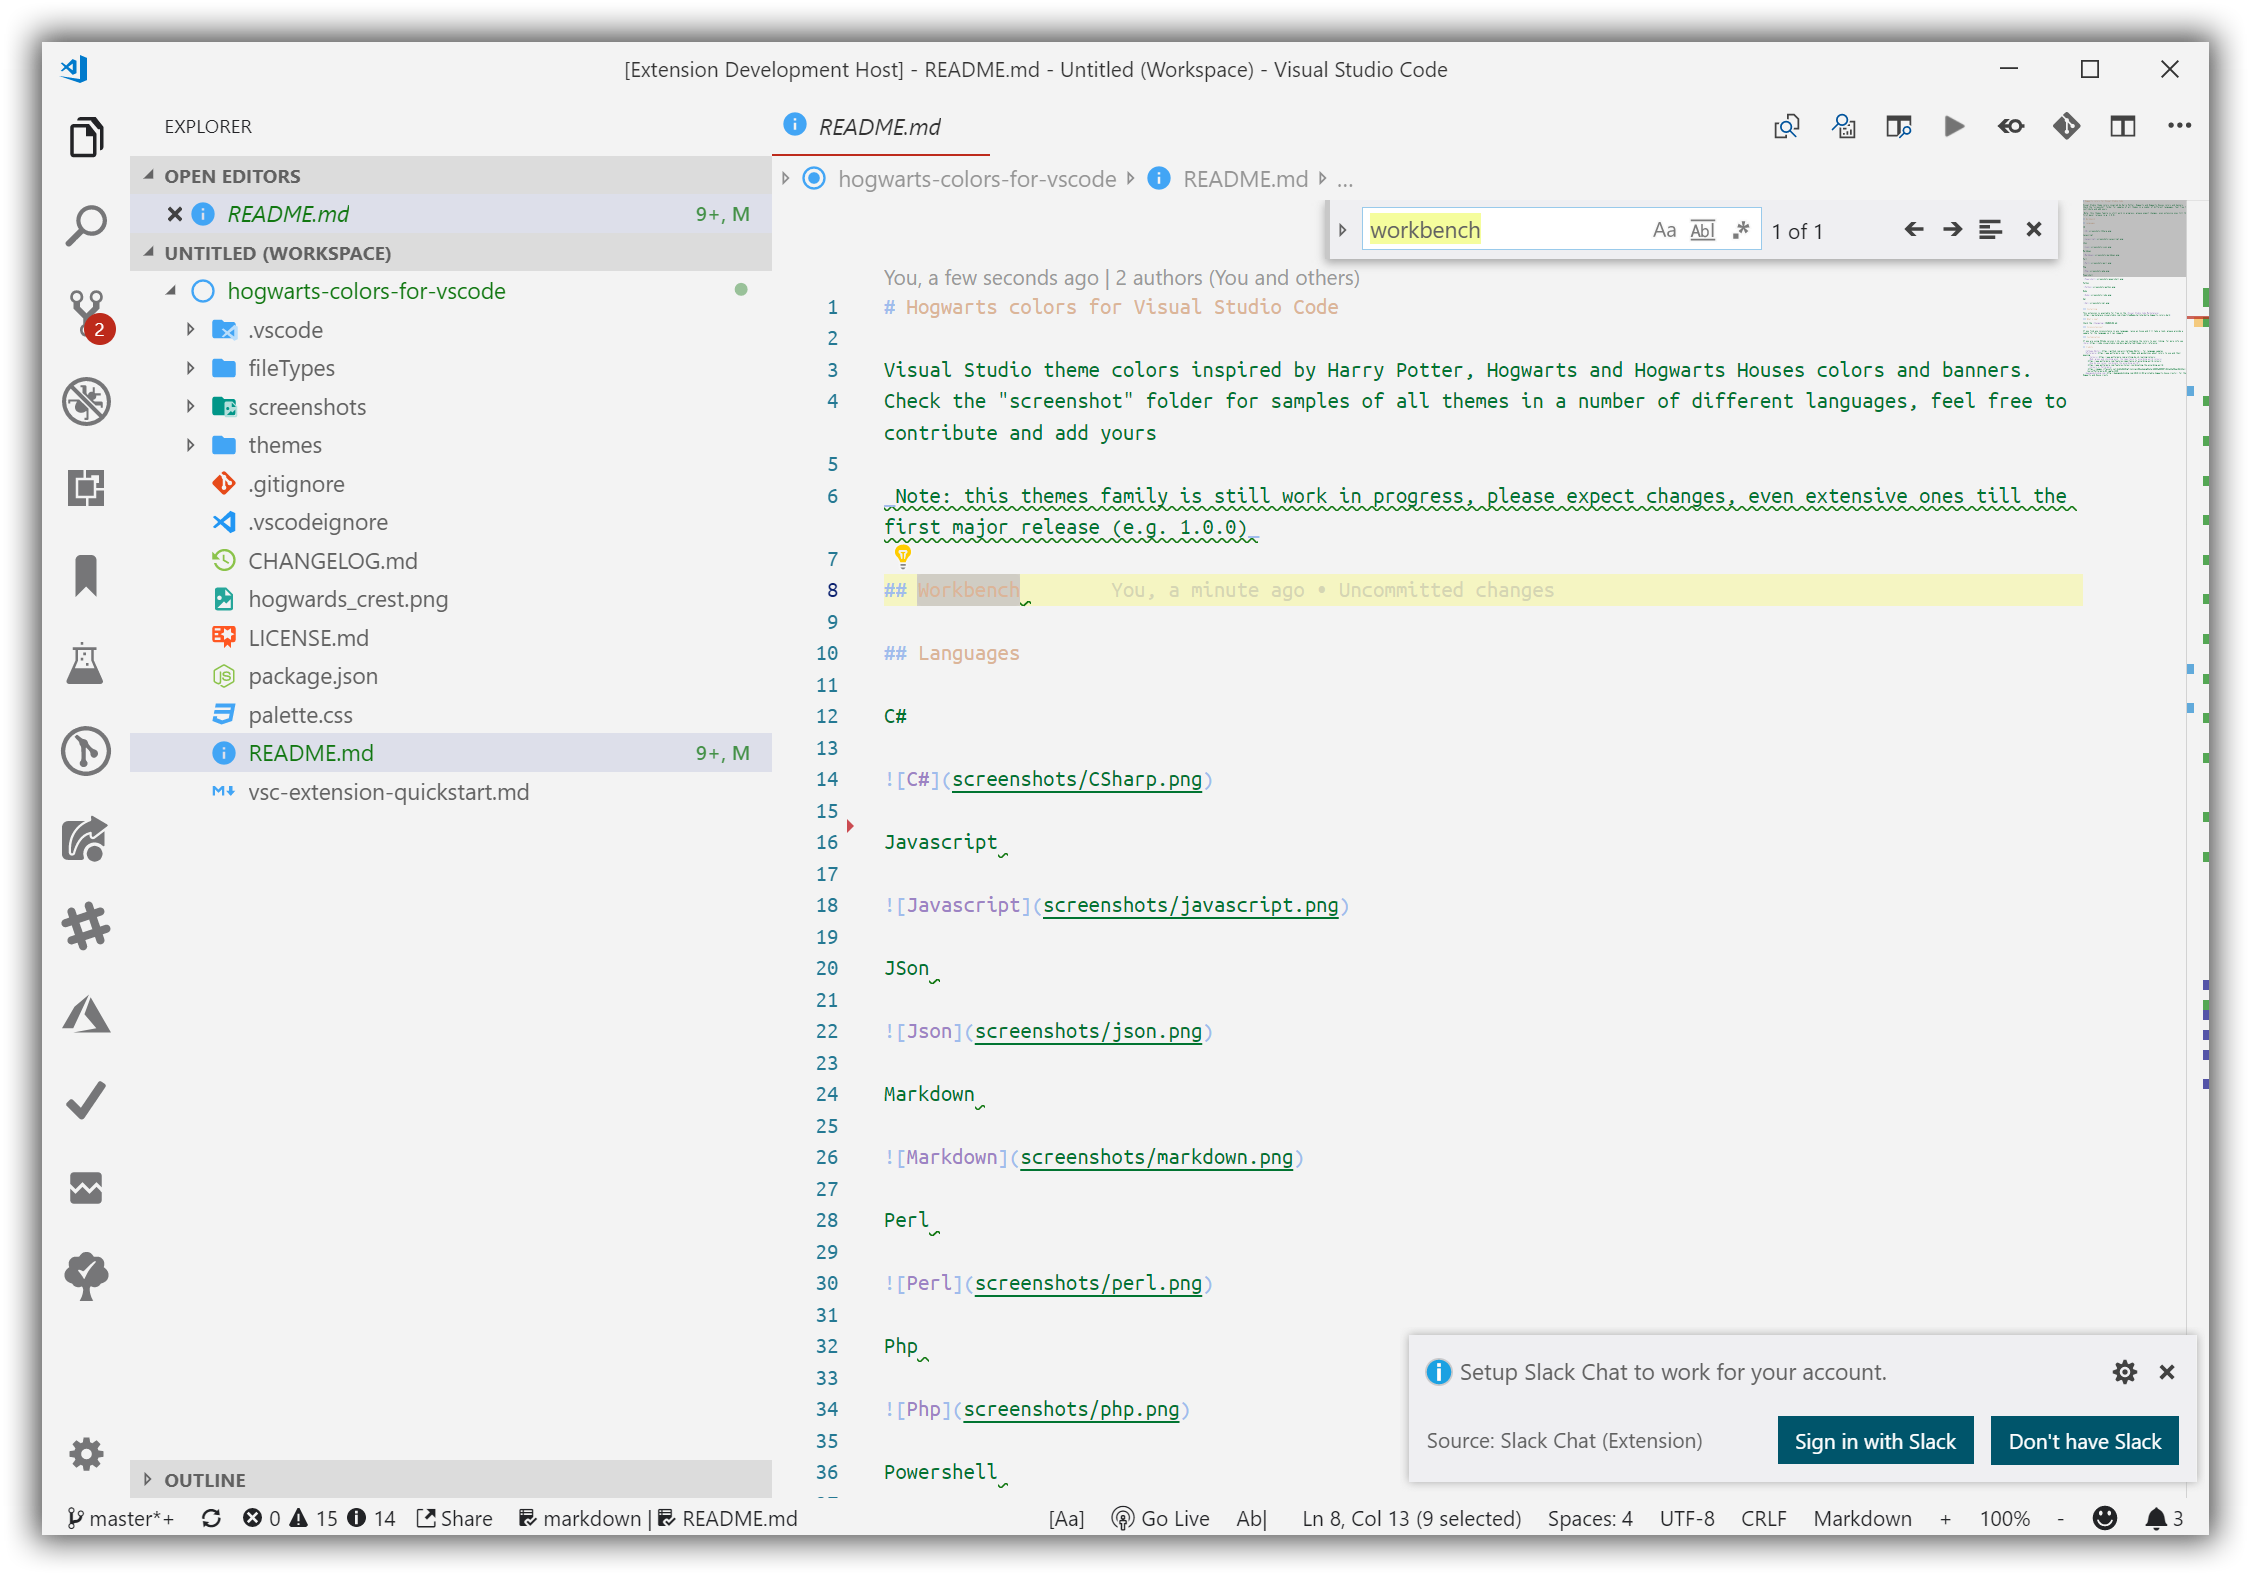 [Extension Development Host] - README.md - Untitled (Workspace) - Visual Studio Code
EXPLORER
OPEN EDITORS
README.md 9+, M
UNTITLED (WORKSPACE)
hogwarts-colors-for-vscode
.vscode
fileTypes
screenshots
themes
.gitignore
.vscodeignore
CHANGELOG.md
hogwards_crest.png
LICENSE.md
package.json
palette.css
README.md 9+, M
vsc-extension-quickstart.md
OUTLINE
2
README.md
hogwarts-colors-for-vscode README.md ...
workbench Aa Abl .* 1 of 1
You, a few seconds ago | 2 authors (You and others)
1 # Hogwarts colors for Visual Studio Code
2
3 Visual Studio theme colors inspired by Harry Potter, Hogwarts and Hogwarts Houses colors and banners.
4 Check the "screenshot" folder for samples of all themes in a number of different languages, feel free to
contribute and add yours
5
6 _Note: this themes family is still work in progress, please expect changes, even extensive ones till the
first major release (e.g. 1.0.0)_
7
8 ## Workbench You, a minute ago • Uncommitted changes
9
10 ## Languages
11
12 C#
13
14 ![C#](screenshots/CSharp.png)
15
16 Javascript
17
18 ![Javascript](screenshots/javascript.png)
19
20 JSon
21
22 ![Json](screenshots/json.png)
23
24 Markdown
25
26 ![Markdown](screenshots/markdown.png)
27
28 Perl
29
30 ![Perl](screenshots/perl.png)
31
32 Php
33
34 ![Php](screenshots/php.png)
35
36 Powershell
Setup Slack Chat to work for your account.
Source: Slack Chat (Extension) Sign in with Slack Don't have Slack
master*+ 0 15 14 Share markdown | README.md [Aa] Go Live Ab| Ln 8, Col 13 (9 selected) Spaces: 4 UTF-8 CRLF Markdown + 100% - 3